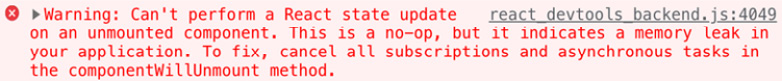 Warning: Can't perform a React state update react_devtools_backend.js:4049
on an unmounted component. This is a no-op, but it indicates a memory leak in
your application. To fix, cancel all subscriptions and asynchronous tasks in
the componentWillUnmount method.